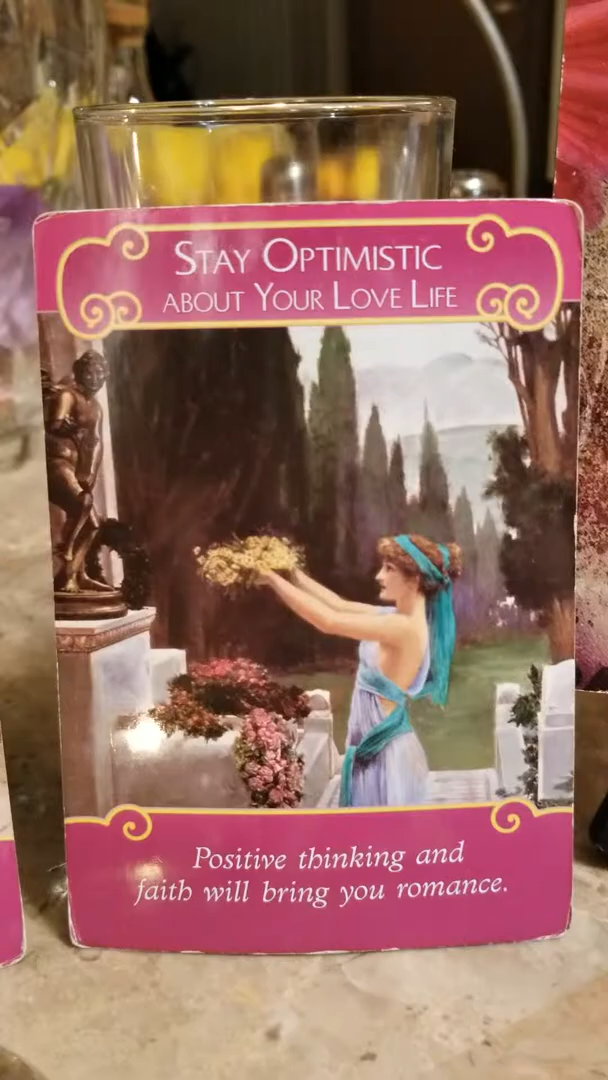 STAY OPTIMISTIC
ABOUT YOUR LOVE LIFE
Positive thinking and
faith will bring you romance.